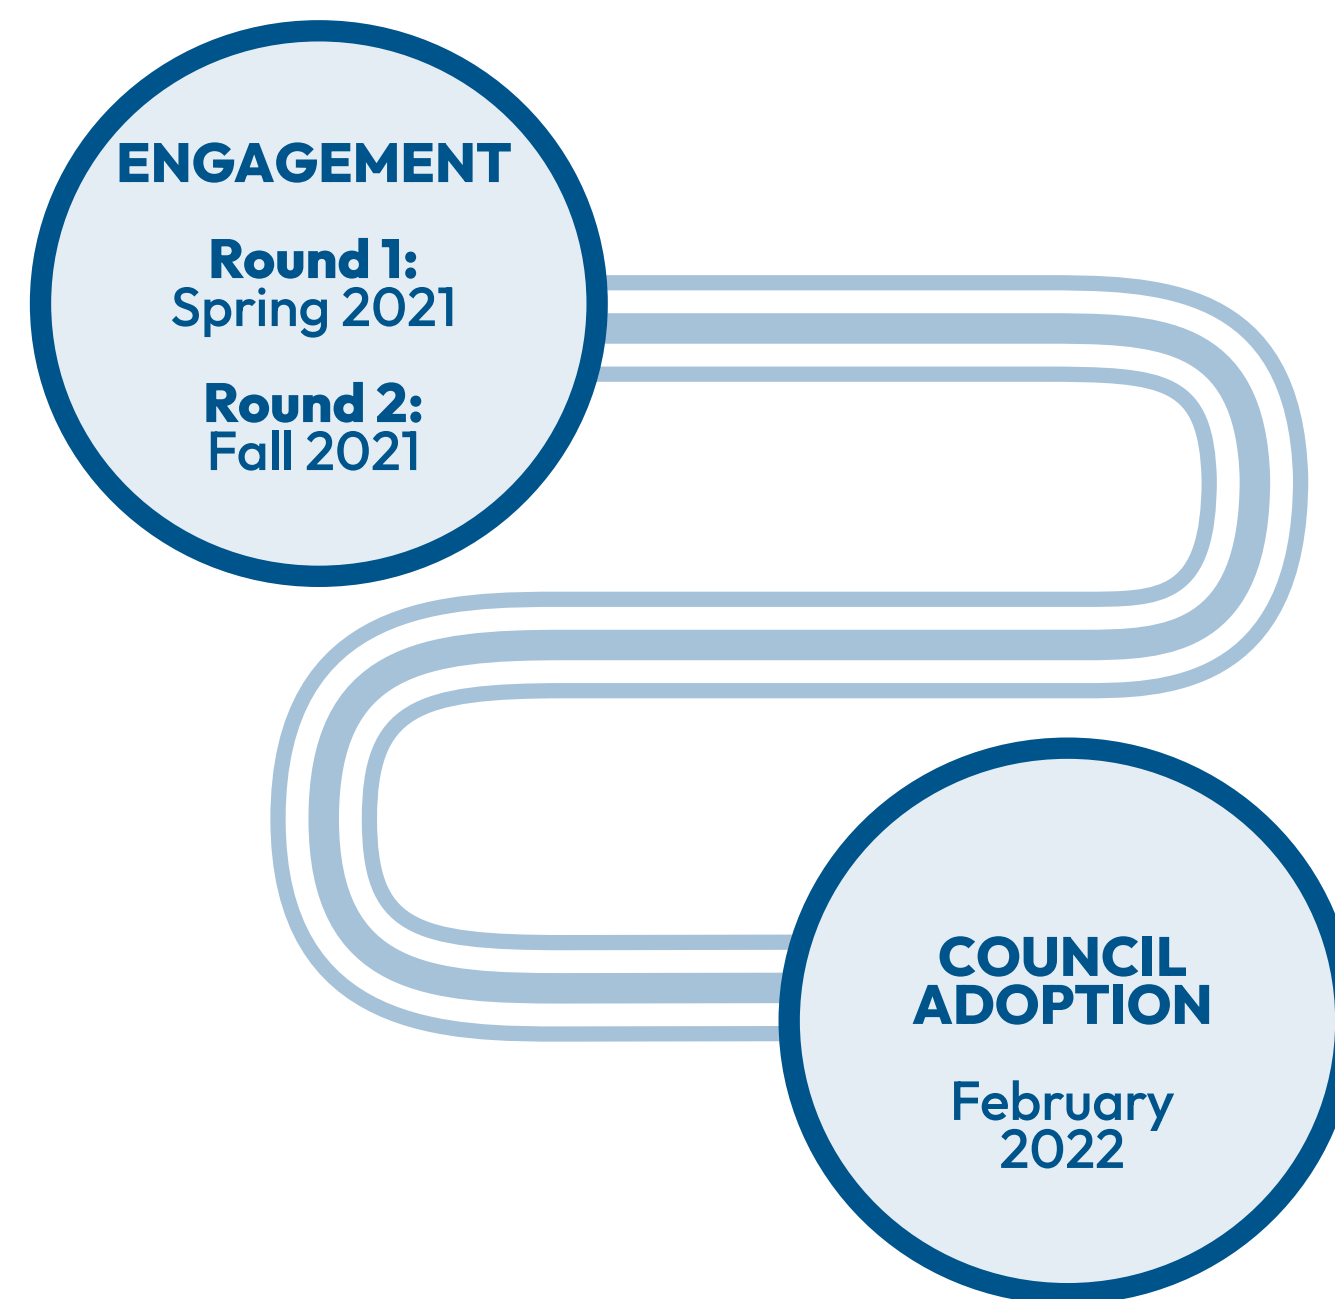 ENGAGEMENT
Round 1:
Spring 2021
Round 2:
Fall 2021
COUNCIL
ADOPTION
February
2022